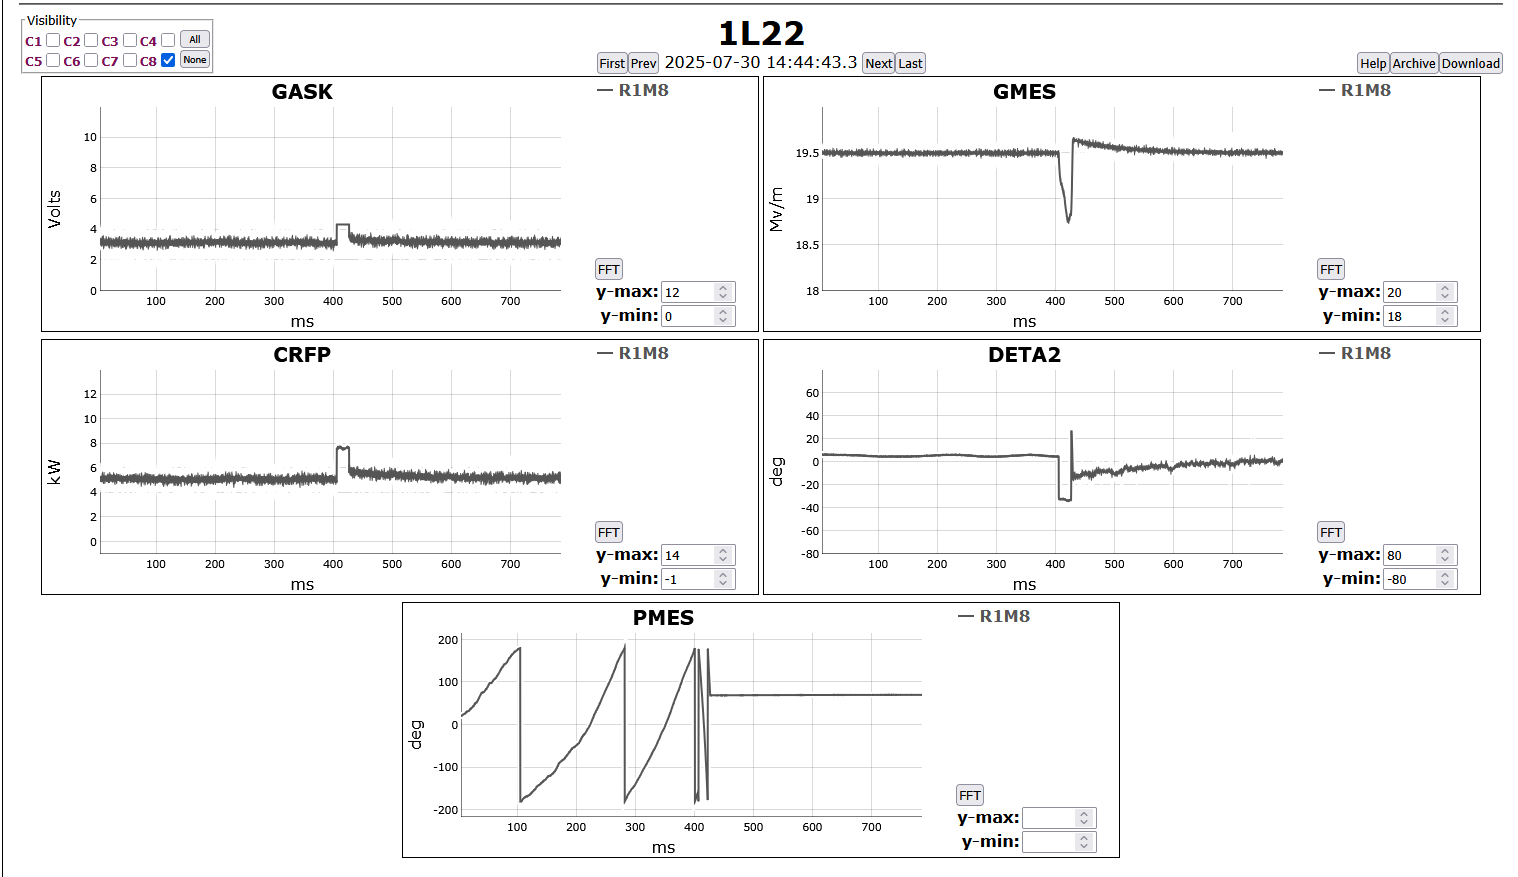 Visibility
C1 C2 C3 C4 All
C5 C6 C7 C8 None
1L22
First Prev 2025-07-30 14:44:43.3 Next Last
Help Archive Download
GASK
R1M8
Volts
10
8
6
4
2
0
100 200 300 400 500 600 700
ms
FFT
y-max: 12
y-min: 0
GMES
R1M8
Mv/m
19.5
19
18.5
18
100 200 300 400 500 600 700
ms
FFT
y-max: 20
y-min: 18
CRFP
R1M8
kW
12
10
8
6
4
2
0
100 200 300 400 500 600 700
ms
FFT
y-max: 14
y-min: -1
DETA2
R1M8
deg
60
40
20
0
-20
-40
-60
-80
100 200 300 400 500 600 700
ms
FFT
y-max: 80
y-min: -80
PMES
R1M8
deg
200
100
0
-100
-200
100 200 300 400 500 600 700
ms
FFT
y-max:
y-min: